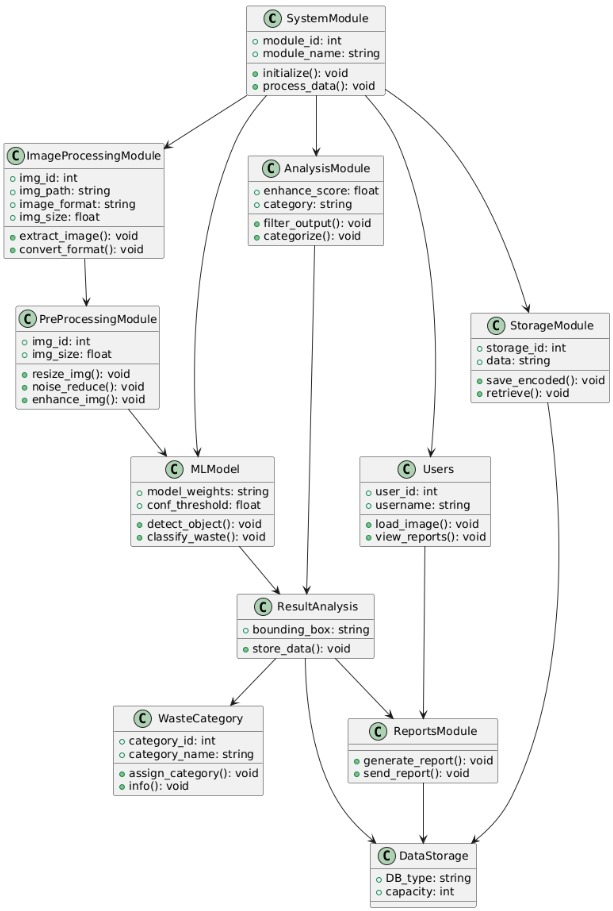 C SystemModule
module_id: int
module_name: string
initialize(): void
process_data(): void
C ImageProcessingModule
img_id: int
img_path: string
image_format: string
img_size: float
extract_image(): void
convert_format(): void
C AnalysisModule
enhance_score: float
category: string
filter_output(): void
categorize(): void
C PreProcessingModule
img_id: int
img_size: float
resize_img(): void
noise_reduce(): void
enhance_img(): void
C StorageModule
storage_id: int
data: string
save_encoded(): void
retrieve(): void
C MLModel
model_weights: string
conf_threshold: float
detect_object(): void
classify_waste(): void
C Users
user_id: int
username: string
load_image(): void
view_reports(): void
C ResultAnalysis
bounding_box: string
store_data(): void
C WasteCategory
category_id: int
category_name: string
assign_category(): void
info(): void
C ReportsModule
generate_report(): void
send_report(): void
C DataStorage
DB_type: string
capacity: int